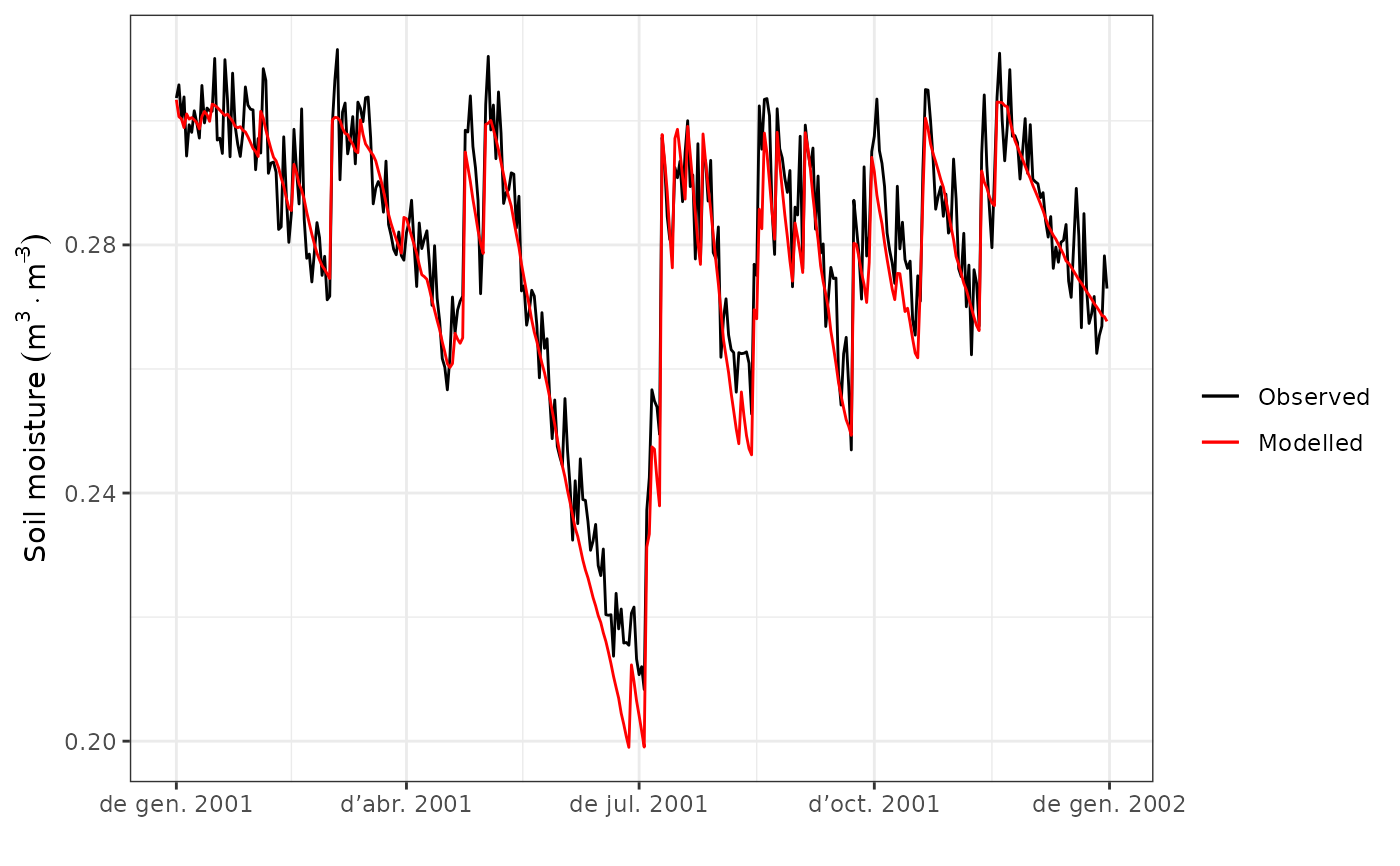 Soil moisture (m³ · m⁻³)
0.28
0.24
0.20
de gen. 2001
d’abr. 2001
de jul. 2001
d’oct. 2001
de gen. 2002
Observed
Modelled